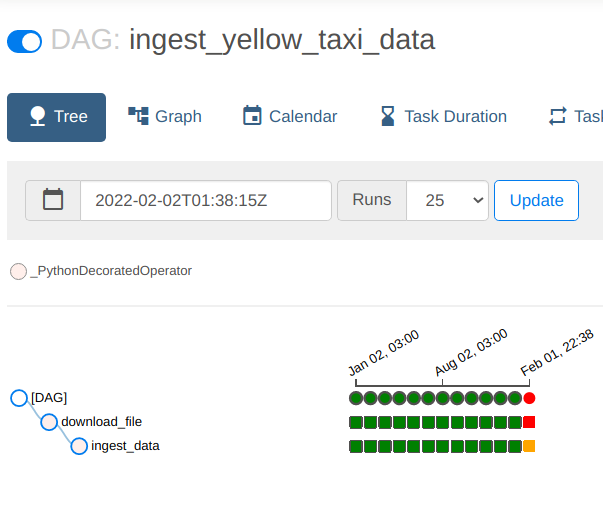 DAG: ingest_yellow_taxi_data
Tree Graph Calendar Task Duration Tas
2022-02-02T01:38:15Z Runs 25 Update
_PythonDecoratedOperator
Jan 02, 03:00 Aug 02, 03:00 Feb 01, 22:38
[DAG]
download_file
ingest_data